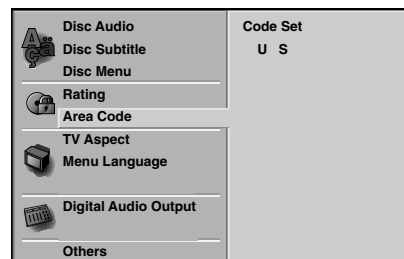 Disc Audio
Disc Subtitle
Disc Menu
Rating
Area Code
TV Aspect
Menu Language
Digital Audio Output
Others
Code Set
U S